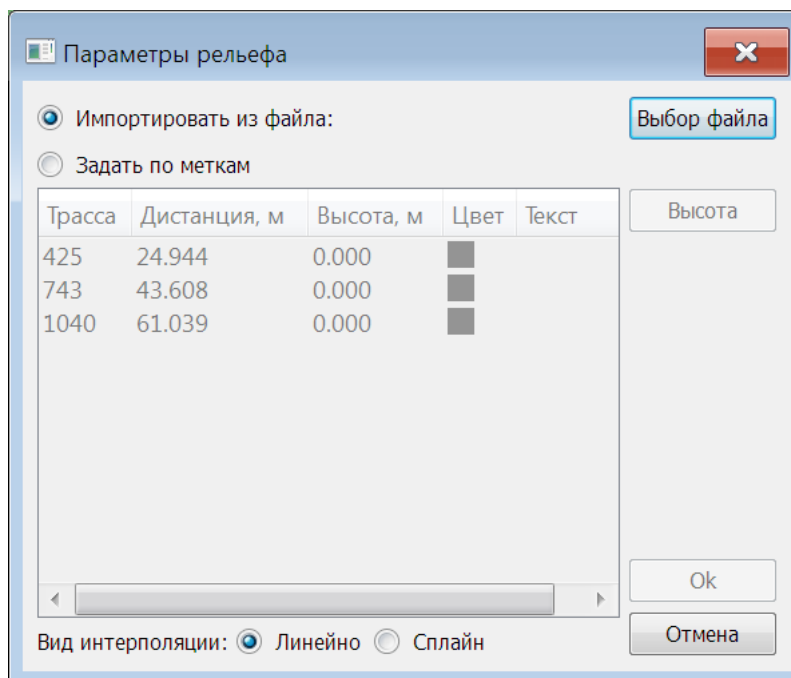 Параметры рельефа
Импортировать из файла:
Выбор файла
Задать по меткам
Трасса Дистанция, м Высота, м Цвет Текст
Высота
425 24.944 0.000
743 43.608 0.000
1040 61.039 0.000
Ok
Отмена
Вид интерполяции: Линейно Сплайн